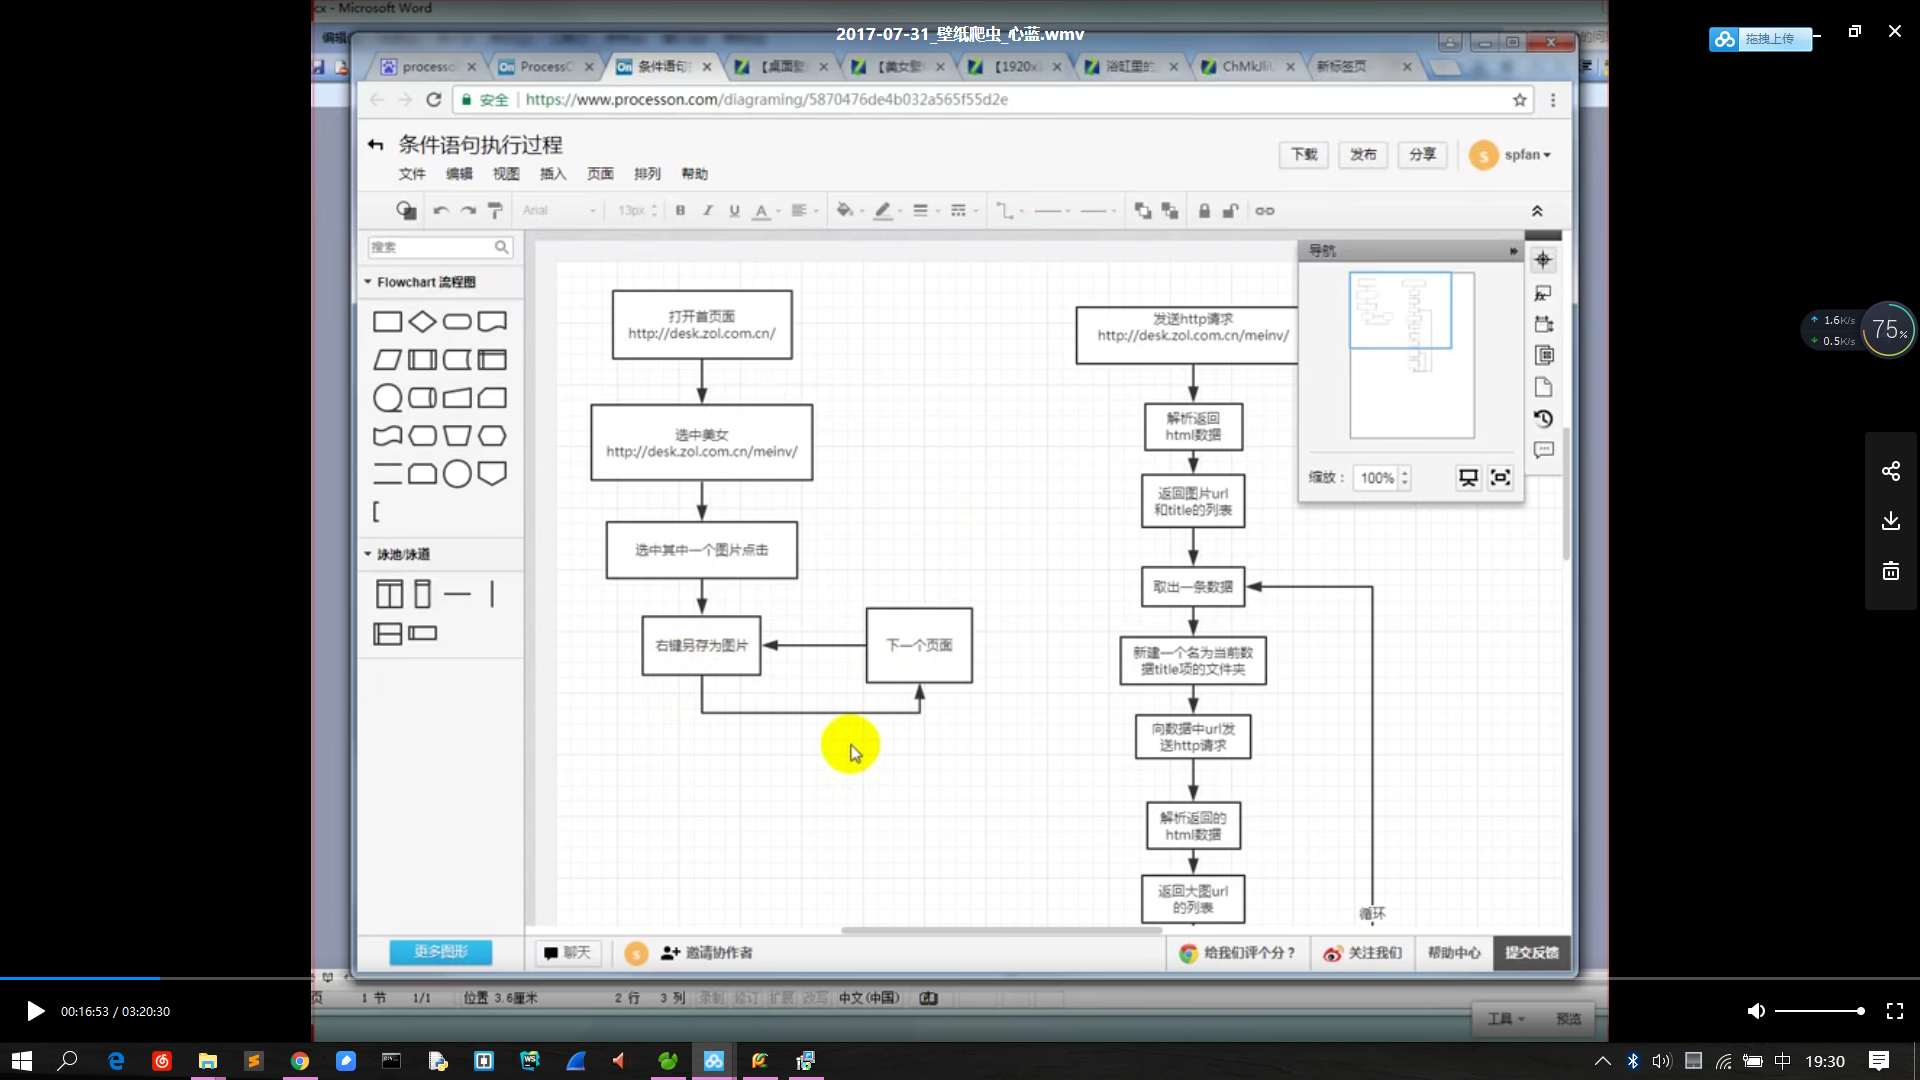 cx - Microsoft Word
2017-07-31_壁纸爬虫_心蓝.wmv
拖拽上传
processo
ProcessO
条件语句
【桌面壁
【美女壁
【1920x
浴缸里的
ChMkJli
新标签页
安全
https://www.processon.com/diagraming/5870476de4b032a565f55d2e
条件语句执行过程
文件 编辑 视图 插入 页面 排列 帮助
下载 发布 分享
s spfan
Arial 13px B I U A
搜索
Flowchart 流程图
泳池/泳道
更多图形
打开首页面
http://desk.zol.com.cn/
选中美女
http://desk.zol.com.cn/meinv/
选中其中一个图片点击
右键另存为图片
下一个页面
发送http请求
http://desk.zol.com.cn/meinv/
解析返回
html数据
返回图片url
和title的列表
取出一条数据
新建一个名为当前数
据title项的文件夹
向数据中url发
送http请求
解析返回的
html数据
返回大图url
的列表
循环
导航
缩放： 100%
1.6K/s
0.5K/s
75%
聊天
s
邀请协作者
给我们评个分？
关注我们
帮助中心
提交反馈
页 1 节 1/1 位置 3.6厘米 2 行 3 列 录制 修订 扩展 改写 中文(中国)
工具 预览
00:16:53 / 03:20:30
中 19:30